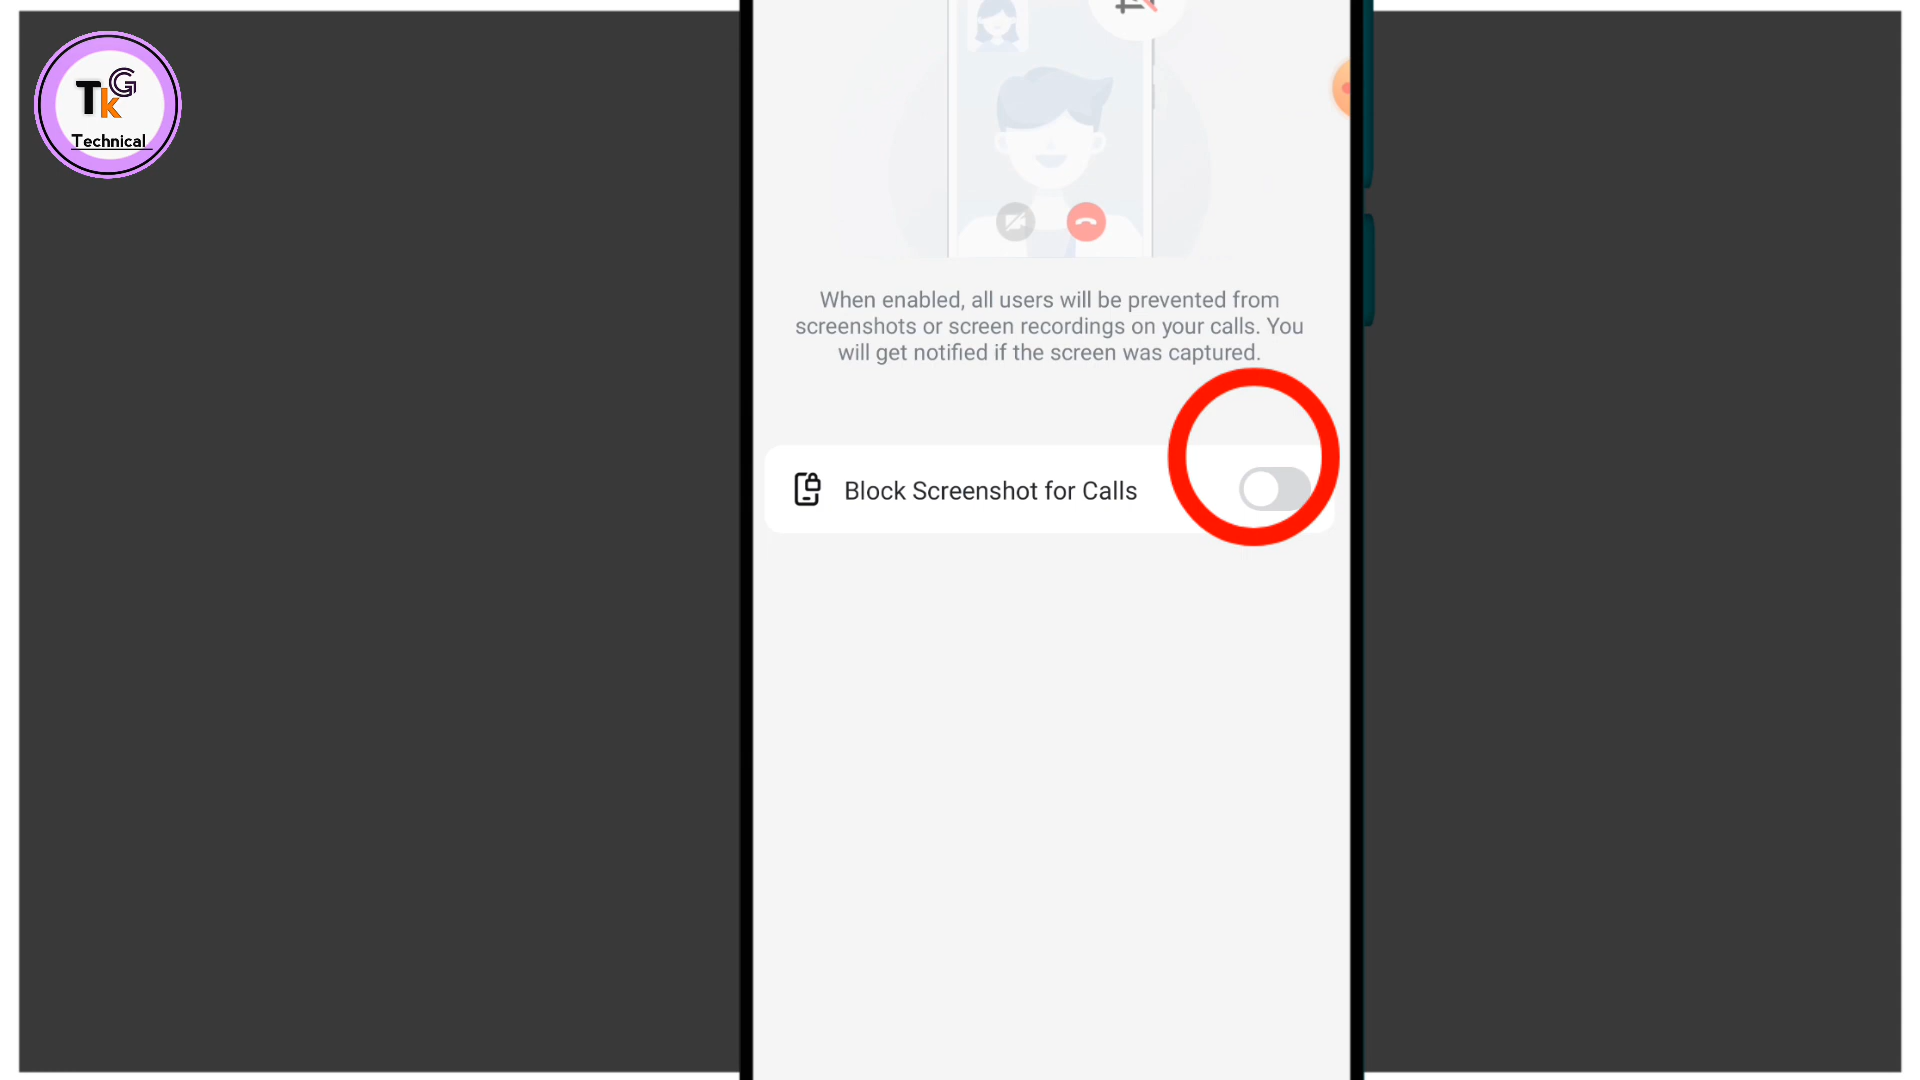 TkG
Technical
When enabled, all users will be prevented from
screenshots or screen recordings on your calls. You
will get notified if the screen was captured.
Block Screenshot for Calls